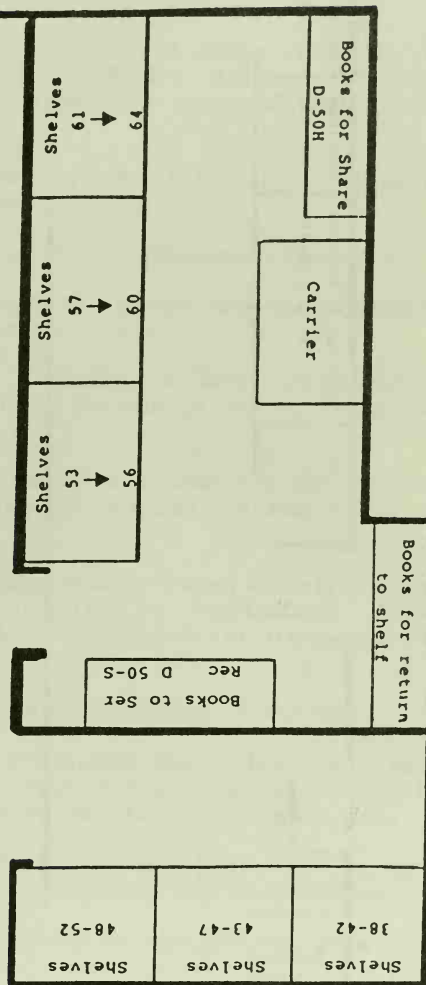 Shelves
61
64
Shelves
57
60
Shelves
53
56
Books for Share
D-50H
Carrier
Books for return
to shelf
Books to Ser
Rec D 50-S
Shelves
48-52
Shelves
43-47
Shelves
38-42